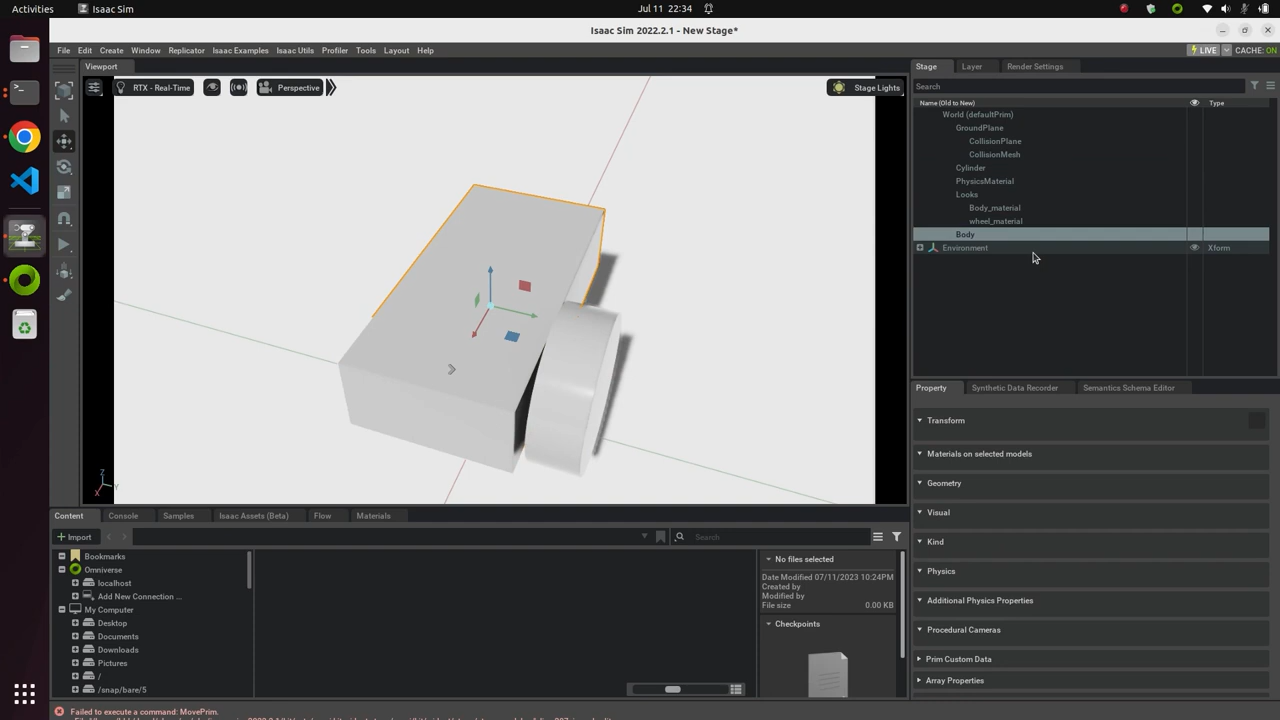 Activities Isaac Sim Jul 11 22:34
Isaac Sim 2022.2.1 - New Stage*
File Edit Create Window Replicator Isaac Examples Isaac Utils Profiler Tools Layout Help LIVE CACHE: ON
Viewport Stage Layer Render Settings
RTX - Real-Time Perspective Stage Lights
Search
Name (Old to New) Type
World (defaultPrim)
GroundPlane
CollisionPlane
CollisionMesh
Cylinder
PhysicsMaterial
Looks
Body_material
wheel_material
Body
Environment Xform
Property Synthetic Data Recorder Semantics Schema Editor
Transform
Materials on selected models
Geometry
Visual
Kind
Physics
Additional Physics Properties
Procedural Cameras
Prim Custom Data
Array Properties
Z
X Y
Content Console Samples Isaac Assets (Beta) Flow Materials
Import Search
Bookmarks
Omniverse
localhost
Add New Connection ...
My Computer
Desktop
Documents
Downloads
Pictures
/
/snap/bare/5
No files selected
Date Modified 07/11/2023 10:24PM
Created by
Modified by
File size 0.00 KB
Checkpoints
Failed to execute a command: MovePrim.